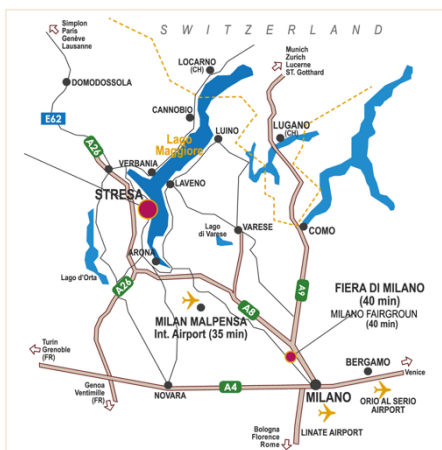 SWITZERLAND
Simplon
Paris
Genève
Lausanne
Munich
Zurich
Lucerne
ST. Gotthard
LOCARNO
(CH)
DOMODOSSOLA
CANNOBIO
E62
Lago
Maggiore
LUINO
LUGANO
(CH)
A26
VERBANIA
LAVENO
STRESA
Lago
di Varese
VARESE
COMO
ARONA
Lago d'Orta
A26
A8
A9
FIERA DI MILANO
(40 min)
MILANO FAIRGROUN
(40 min)
MILAN MALPENSA
Int. Airport (35 min)
Turin
Grenoble
(FR)
BERGAMO
Venice
Genoa
Ventimille
(FR)
NOVARA
A4
MILANO
ORIO AL SERIO
AIRPORT
Bologna
Florence
Rome
LINATE AIRPORT